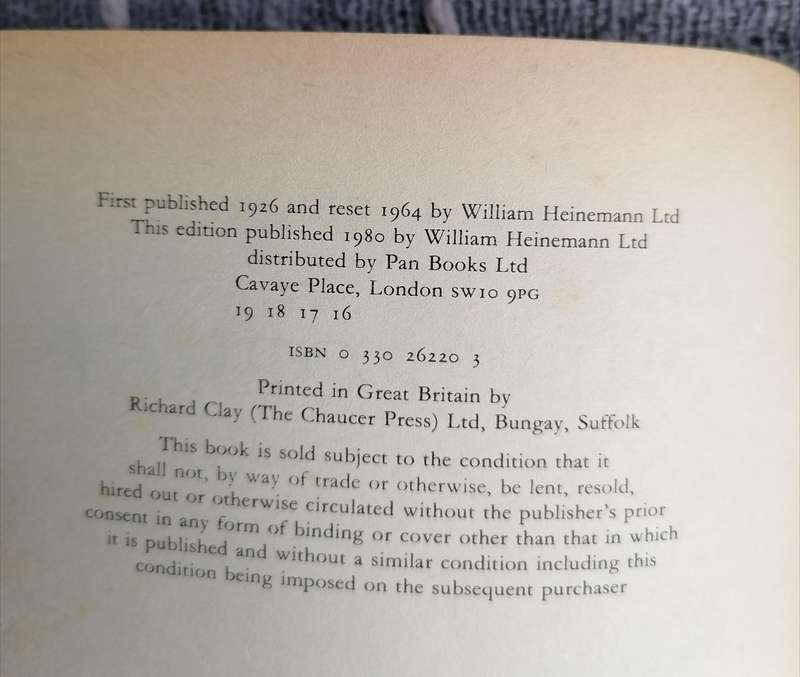 First published 1926 and reset 1964 by William Heinemann Ltd
This edition published 1980 by William Heinemann Ltd
distributed by Pan Books Ltd
Cavaye Place, London SW10 9PG
19 18 17 16
ISBN 0 330 26220 3
Printed in Great Britain by
Richard Clay (The Chaucer Press) Ltd, Bungay, Suffolk
This book is sold subject to the condition that it
shall not, by way of trade or otherwise, be lent, resold,
hired out or otherwise circulated without the publisher's prior
consent in any form of binding or cover other than that in which
it is published and without a similar condition including this
condition being imposed on the subsequent purchaser